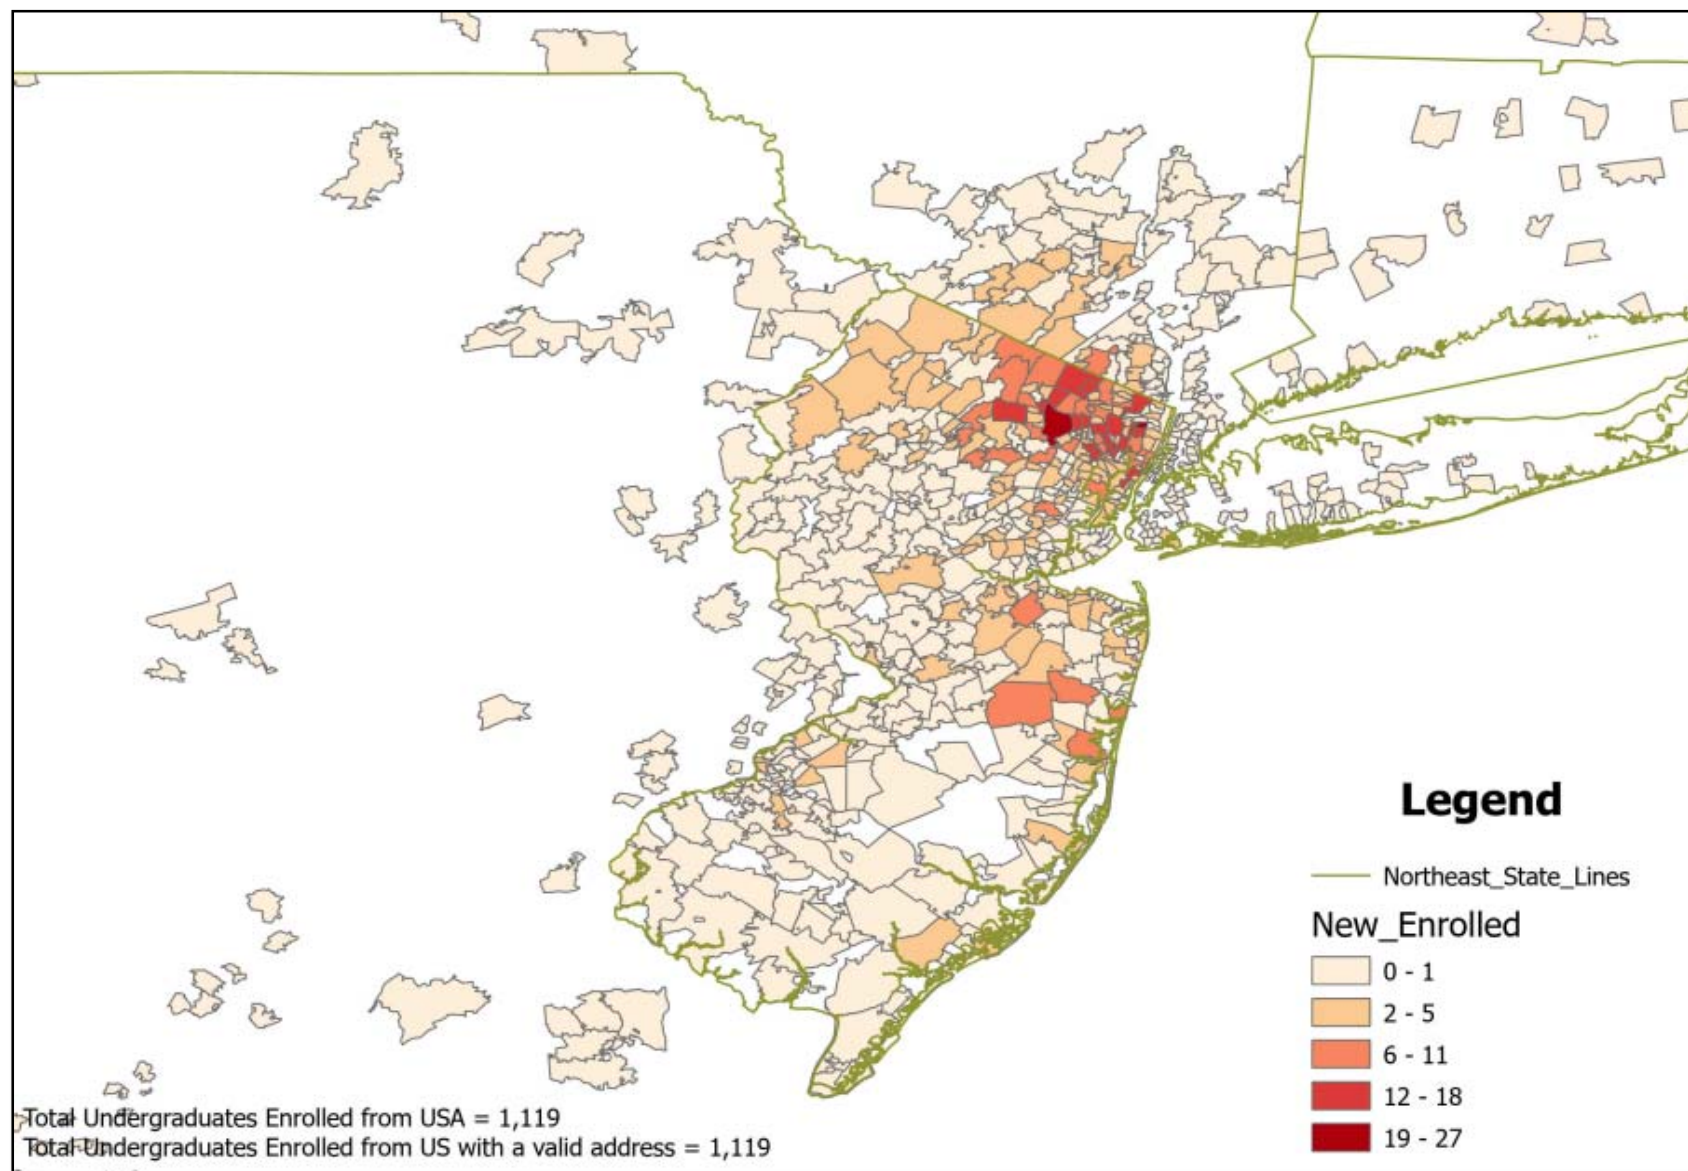 Legend
Northeast_State_Lines
New_Enrolled
0 - 1
2 - 5
6 - 11
12 - 18
19 - 27
Total Undergraduates Enrolled from USA = 1,119
Total Undergraduates Enrolled from US with a valid address = 1,119